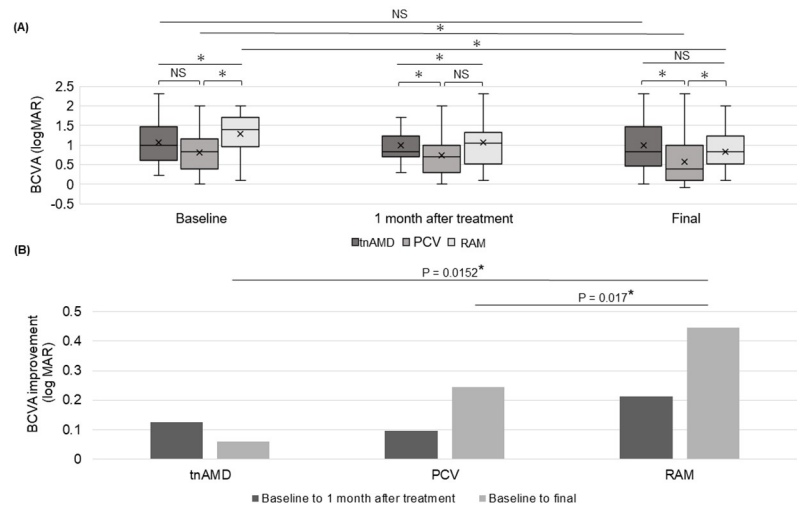 (A)
NS
*
*
* * NS
NS * * NS * *
2.5
2
1.5
1
0.5
0
-0.5
BCVA (logMAR)
Baseline 1 month after treatment Final
tnAMD PCV RAM
(B)
P = 0.0152*
P = 0.017*
0.5
0.4
0.3
0.2
0.1
0
BCVA improvement
(log MAR)
tnAMD PCV RAM
Baseline to 1 month after treatment Baseline to final